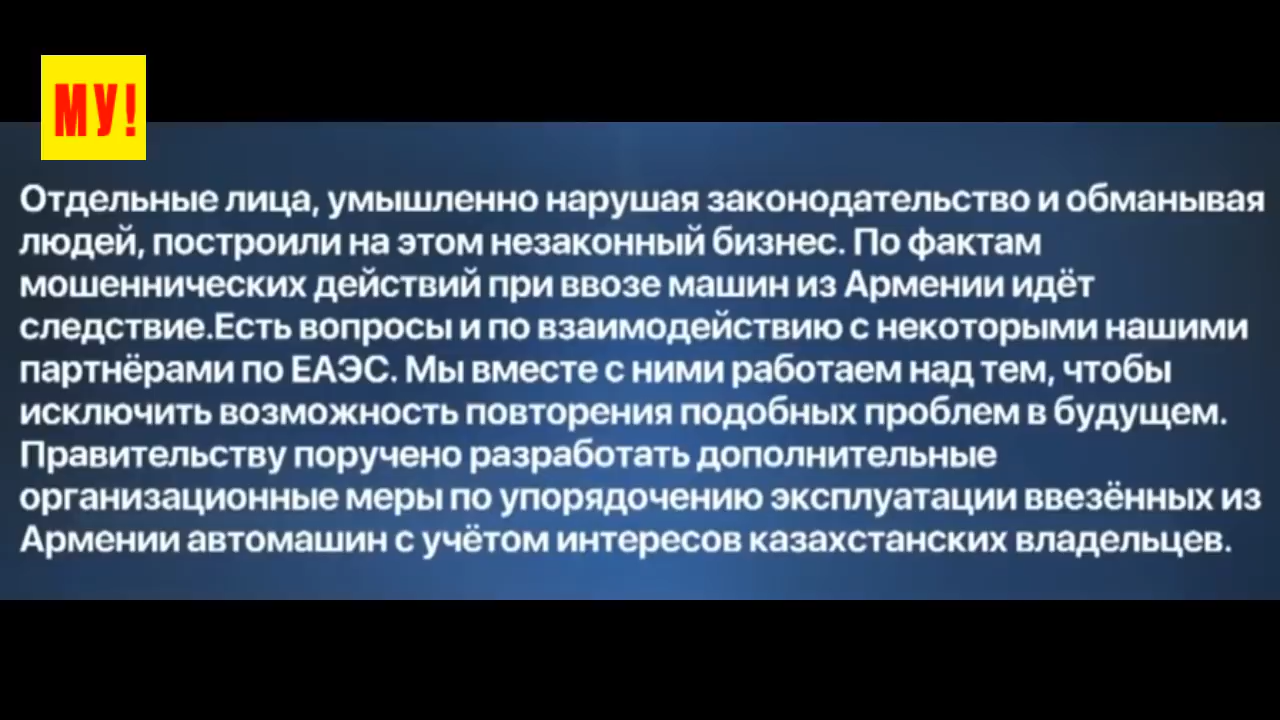 МУ!
Отдельные лица, умышленно нарушая законодательство и обманывая
людей, построили на этом незаконный бизнес. По фактам
мошеннических действий при ввозе машин из Армении идёт
следствие.Есть вопросы и по взаимодействию с некоторыми нашими
партнёрами по ЕАЭС. Мы вместе с ними работаем над тем, чтобы
исключить возможность повторения подобных проблем в будущем.
Правительству поручено разработать дополнительные
организационные меры по упорядочению эксплуатации ввезённых из
Армении автомашин с учётом интересов казахстанских владельцев.